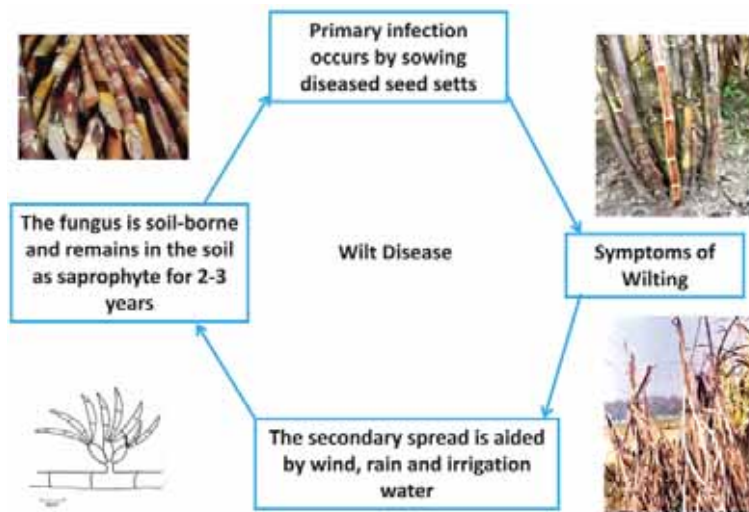 Primary infection
occurs by sowing
diseased seed setts
The fungus is soil-borne
and remains in the soil
as saprophyte for 2-3
years
Wilt Disease
Symptoms of
Wilting
The secondary spread is aided
by wind, rain and irrigation
water